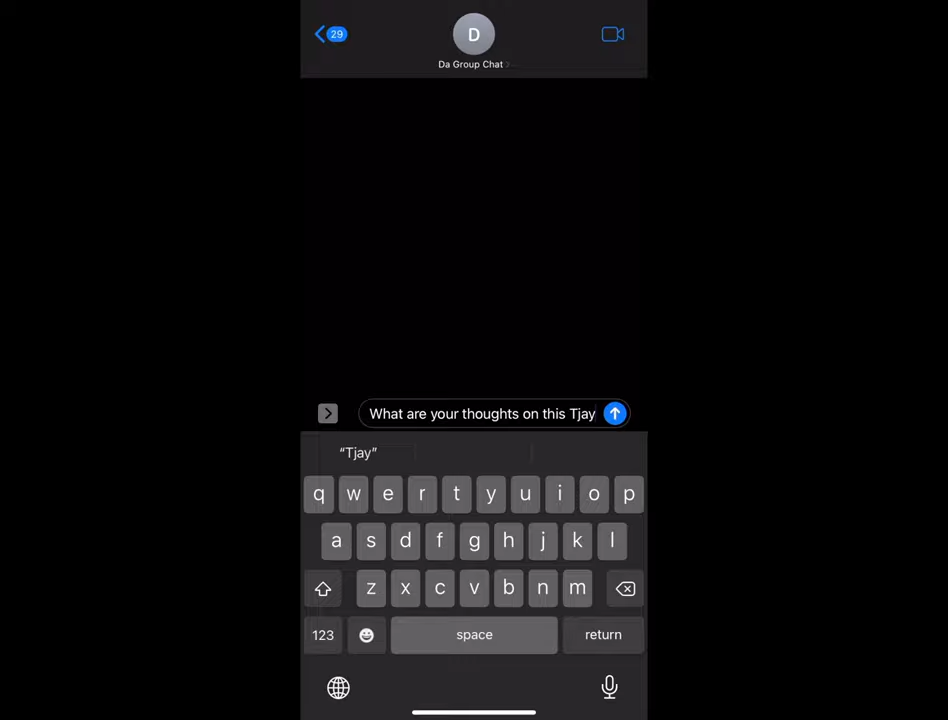 29
D
Da Group Chat
What are your thoughts on this Tjay
“Tjay”
q w e r t y u i o p
a s d f g h j k l
z x c v b n m
123 space return